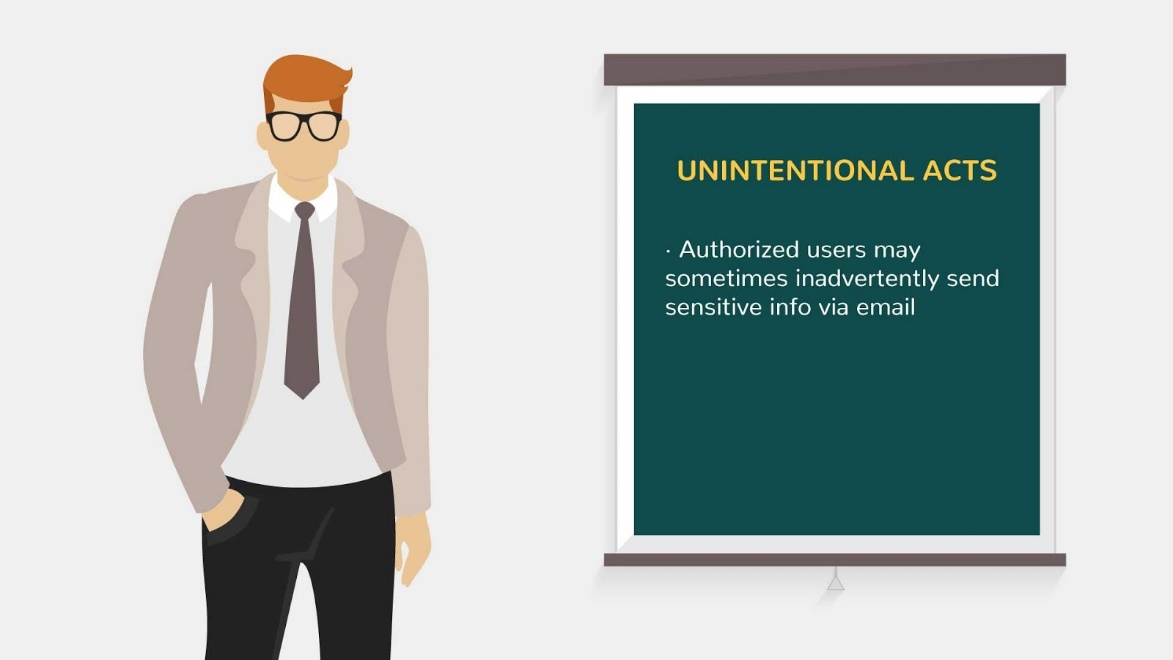 UNINTENTIONAL ACTS
· Authorized users may
sometimes inadvertently send
sensitive info via email